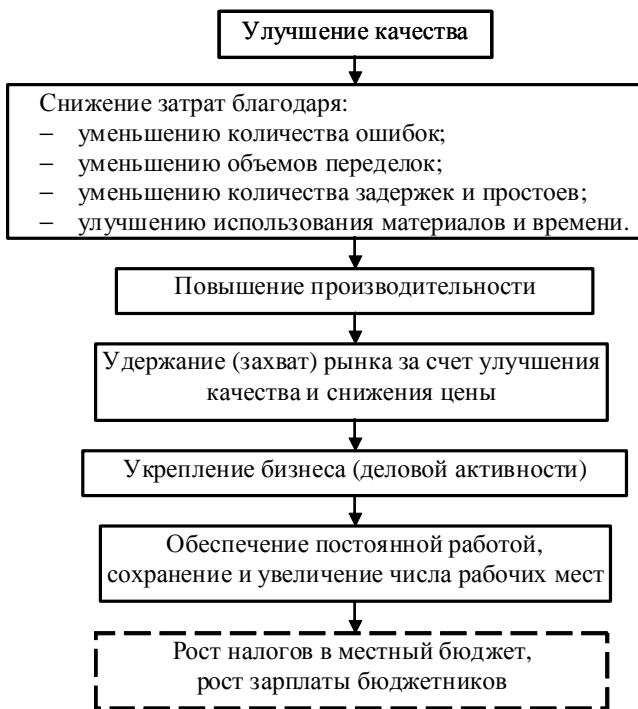 Улучшение качества
Снижение затрат благодаря:
– уменьшению количества ошибок;
– уменьшению объемов переделок;
– уменьшению количества задержек и простоев;
– улучшению использования материалов и времени.
Повышение производительности
Удержание (захват) рынка за счет улучшения
качества и снижения цены
Укрепление бизнеса (деловой активности)
Обеспечение постоянной работой,
сохранение и увеличение числа рабочих мест
Рост налогов в местный бюджет,
рост зарплаты бюджетников